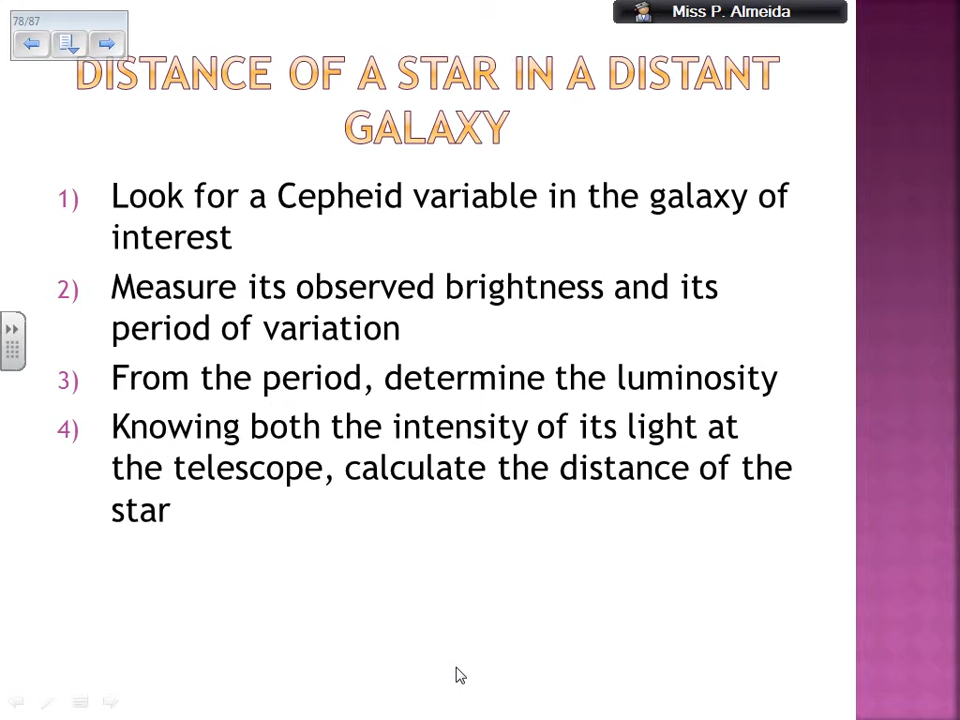 78/87
Miss P. Almeida
DISTANCE OF A STAR IN A DISTANT
GALAXY
1) Look for a Cepheid variable in the galaxy of
interest
2) Measure its observed brightness and its
period of variation
3) From the period, determine the luminosity
4) Knowing both the intensity of its light at
the telescope, calculate the distance of the
star